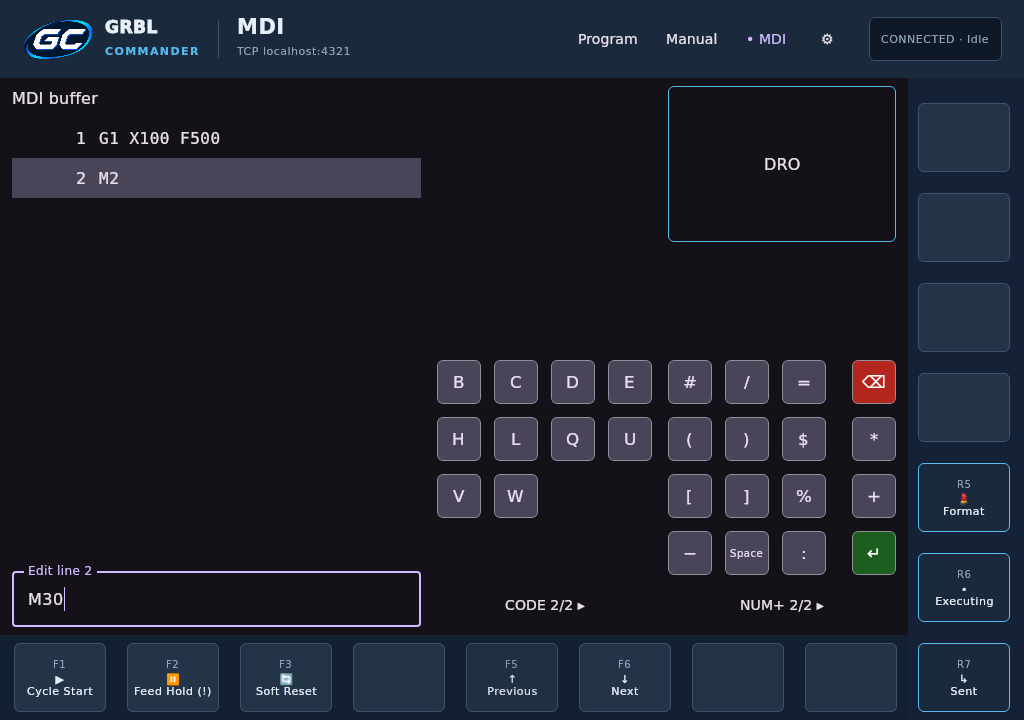 GC
GRBL
COMMANDER
MDI
TCP localhost:4321
Program
Manual
• MDI
⚙
CONNECTED · Idle
MDI buffer
1 G1 X100 F500
2 M2
DRO
B C D E # / = ⌫
H L Q U ( ) $ *
V W [ ] % +
− Space : ↵
Edit line 2
M30
CODE 2/2 ▸
NUM+ 2/2 ▸
R5
Format
R6
•
Executing
F1
▶
Cycle Start
F2
⏸
Feed Hold (!)
F3
🔄
Soft Reset
F5
↑
Previous
F6
↓
Next
R7
↳
Sent